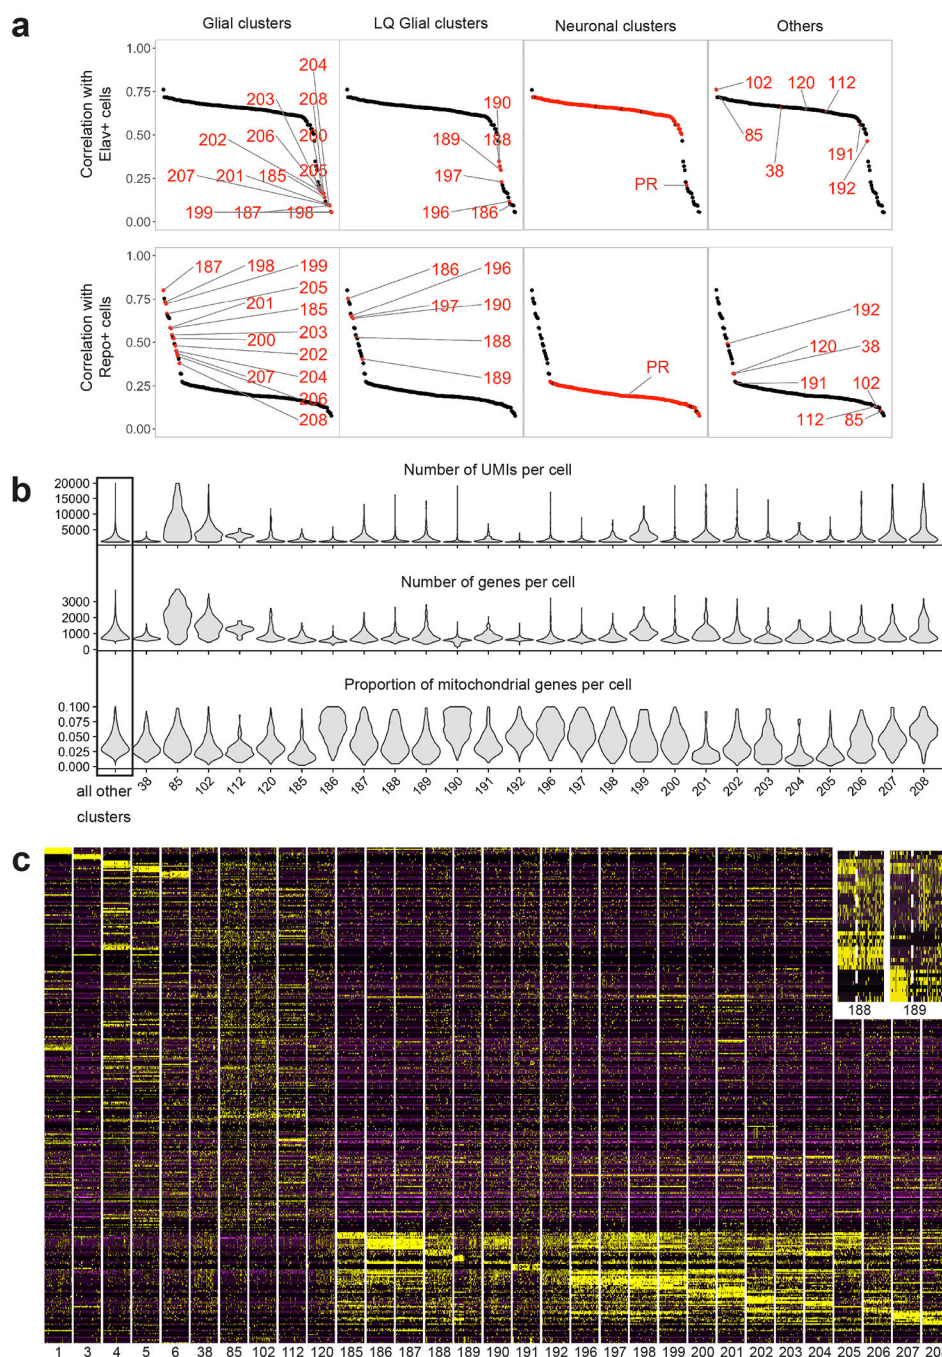 a
Glial clusters LQ Glial clusters Neuronal clusters Others
Correlation with
Elav+ cells
1.00
0.75
0.50
0.25
0.00
204
203 208
206 200
202 205
207 201 185
199 187 198
190
189 188
197
196 186
PR
102 120 112
85
38
191
192
Correlation with
Repo+ cells
1.00
0.75
0.50
0.25
0.00
187 198 199
205
201 185
203
200
202
207 204
206
208
186 196
197 190
188
189
PR
192
120 38
191 102
112 85
b
Number of UMIs per cell
20000
15000
10000
5000
Number of genes per cell
3000
2000
1000
0
Proportion of mitochondrial genes per cell
0.100
0.075
0.050
0.025
0.000
all other
clusters
38 85 102 112 120 185 186 187 188 189 190 191 192 196 197 198 199 200 201 202 203 204 205 206 207 208
c
188 189
1 3 4 5 6 38 85 102 112 120 185 186 187 188 189 190 191 192 196 197 198 199 200 201 202 203 204 205 206 207 20